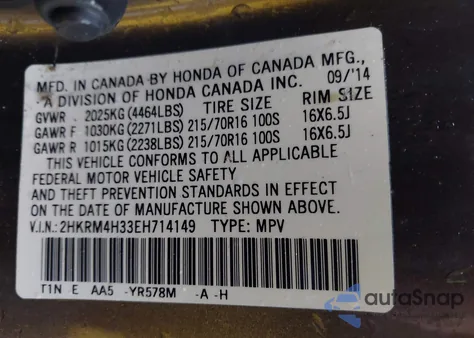 MFD. IN CANADA BY HONDA OF CANADA MFG.,
A DIVISION OF HONDA CANADA INC. 09/'14
GVWR 2025KG (4464LBS) TIRE SIZE RIM SIZE
GAWR F 1030KG (2271LBS) 215/70R16 100S 16X6.5J
GAWR R 1015KG (2238LBS) 215/70R16 100S 16X6.5J
THIS VEHICLE CONFORMS TO ALL APPLICABLE
FEDERAL MOTOR VEHICLE SAFETY
AND THEFT PREVENTION STANDARDS IN EFFECT
ON THE DATE OF MANUFACTURE SHOWN ABOVE.
V.I.N.: 2HKRM4H33EH714149 TYPE: MPV
T1N E AA5 -YR578M -A -H
autoSnap